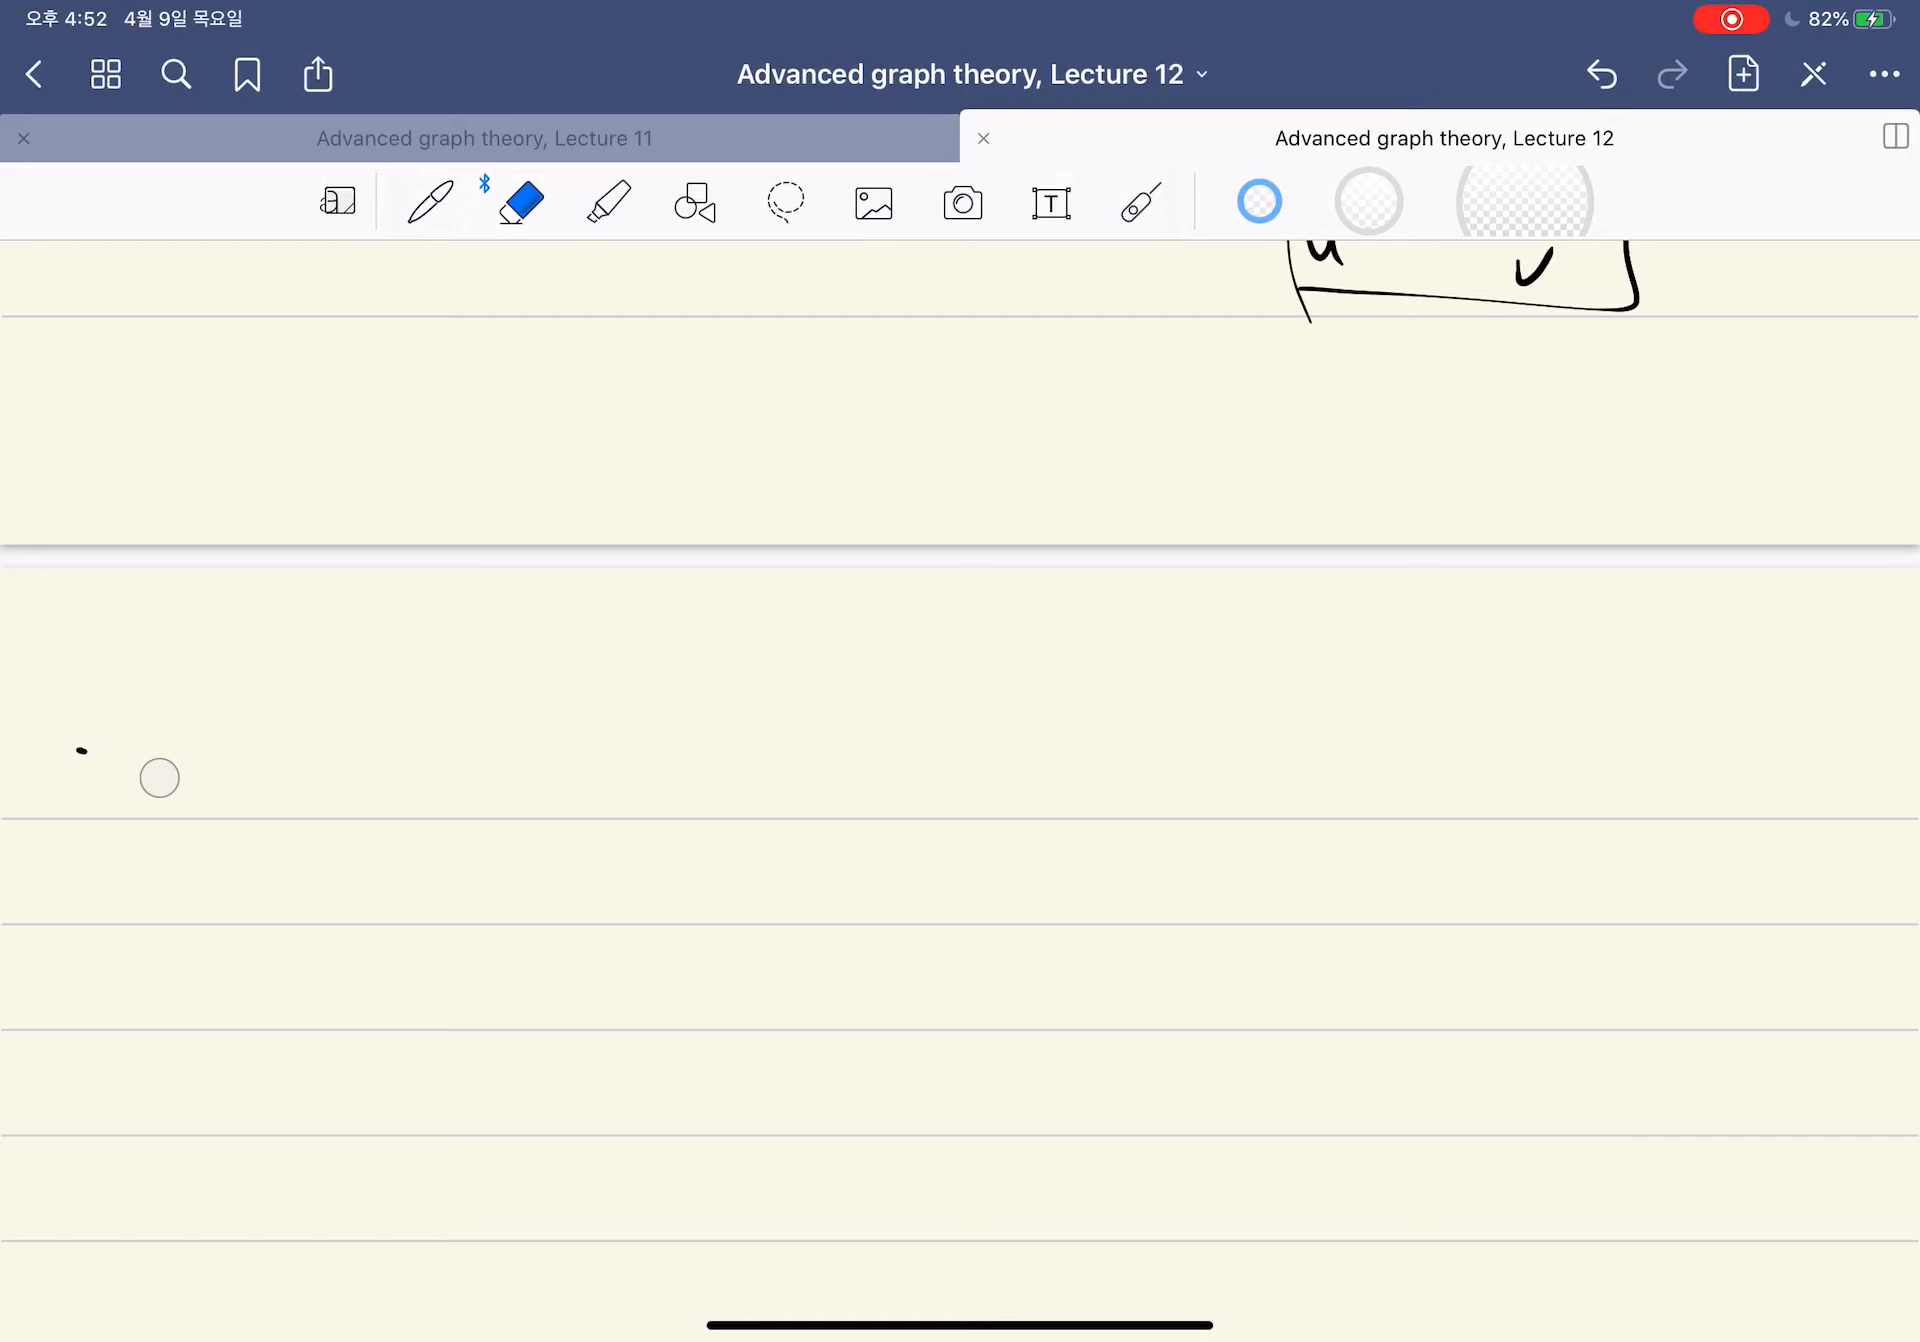 오후 4:52 4월 9일 목요일
82%
Advanced graph theory, Lecture 12
Advanced graph theory, Lecture 11
Advanced graph theory, Lecture 12
a
T
u v